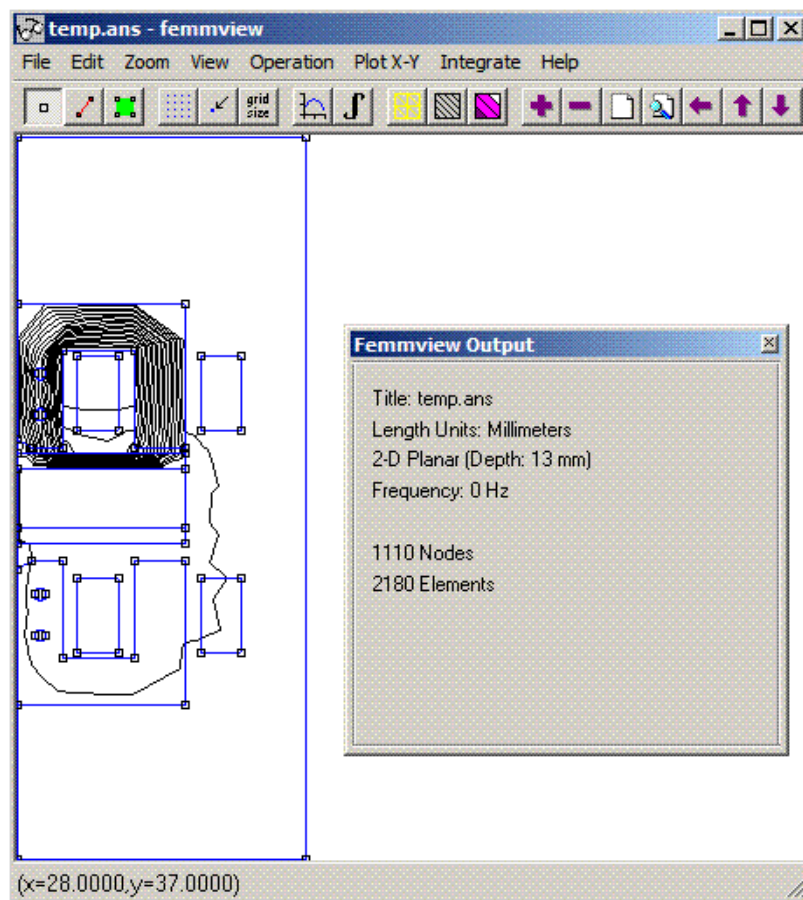 temp.ans - femmview
File Edit Zoom View Operation Plot X-Y Integrate Help
grid
size
Femmview Output
Title: temp.ans
Length Units: Millimeters
2-D Planar (Depth: 13 mm)
Frequency: 0 Hz
1110 Nodes
2180 Elements
(x=28.0000,y=37.0000)